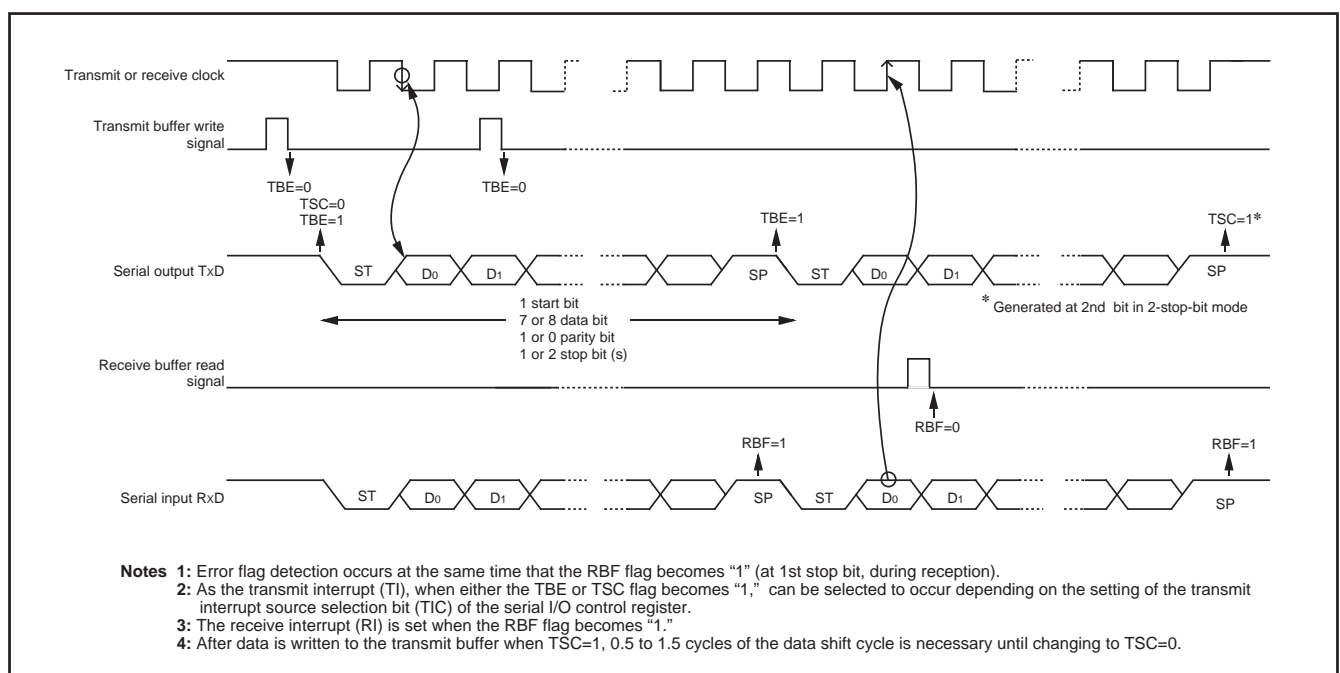 Transmit or receive clock
Transmit buffer write
signal
TBE=0
TSC=0
TBE=1
TBE=0
TBE=1
TSC=1*
Serial output TxD
ST
D0
D1
SP
ST
D0
D1
SP
* Generated at 2nd bit in 2-stop-bit mode
1 start bit
7 or 8 data bit
1 or 0 parity bit
1 or 2 stop bit (s)
Receive buffer read
signal
RBF=0
RBF=1
RBF=1
Serial input RxD
ST
D0
D1
SP
ST
D0
D1
SP
Notes 1: Error flag detection occurs at the same time that the RBF flag becomes “1” (at 1st stop bit, during reception).
2: As the transmit interrupt (TI), when either the TBE or TSC flag becomes “1,” can be selected to occur depending on the setting of the transmit
interrupt source selection bit (TIC) of the serial I/O control register.
3: The receive interrupt (RI) is set when the RBF flag becomes “1.”
4: After data is written to the transmit buffer when TSC=1, 0.5 to 1.5 cycles of the data shift cycle is necessary until changing to TSC=0.